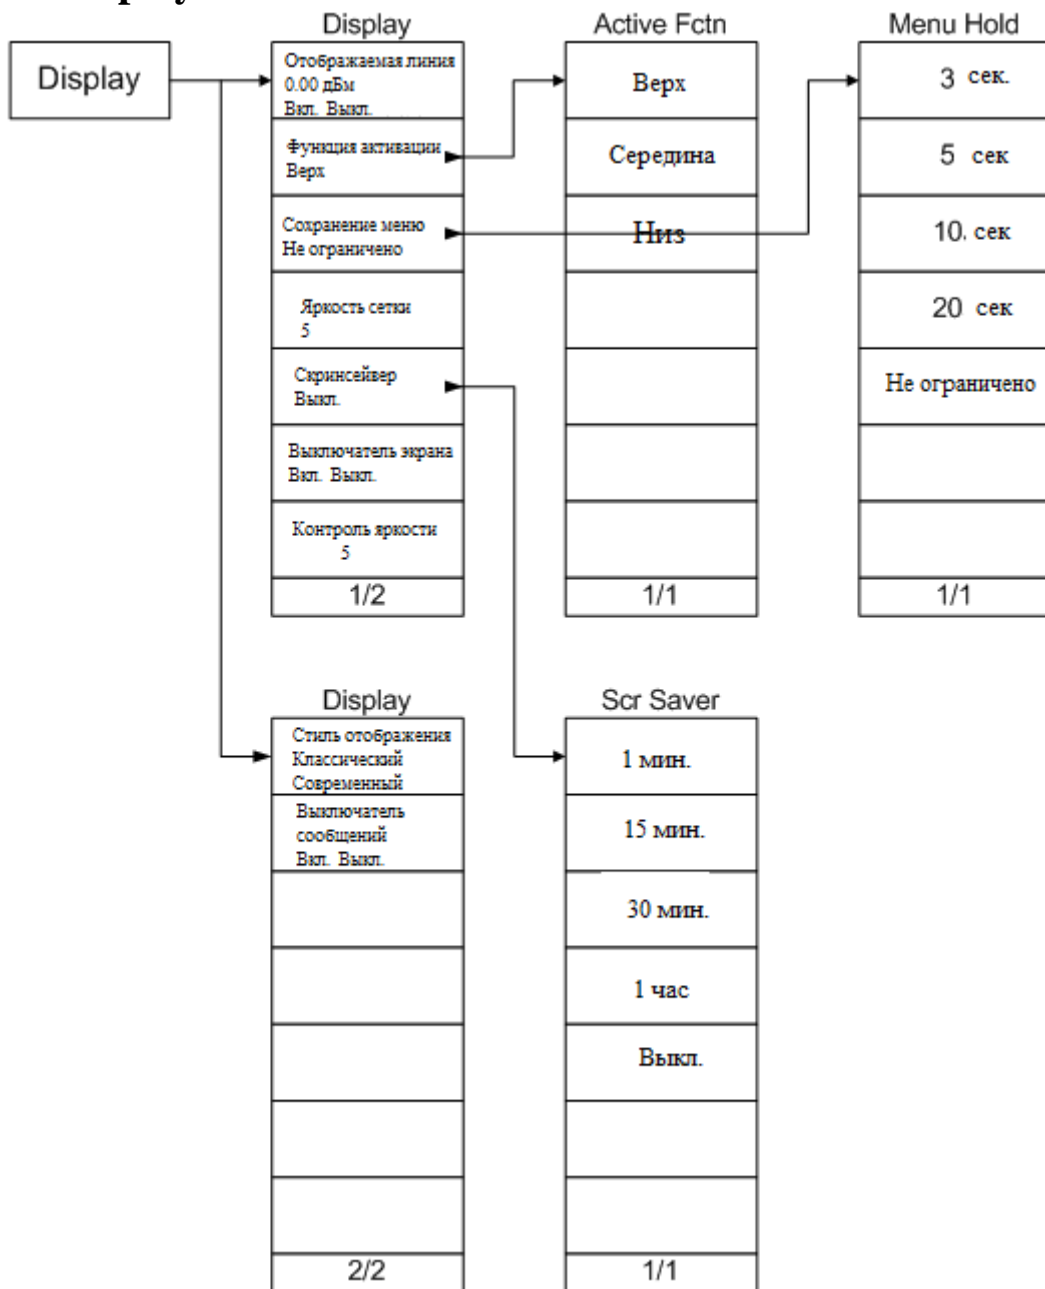 Display
Display
Отображаемая линия
0.00 дБм
Вкл. Выкл.
Функция активации
Верх
Сохранение меню
Не ограничено
Яркость сетки
5
Скринсейвер
Выкл.
Выключатель экрана
Вкл. Выкл.
Контроль яркости
5
1/2
Active Fctn
Верх
Середина
Низ
1/1
Menu Hold
3 сек.
5 сек
10. сек
20 сек
Не ограничено
1/1
Display
Стиль отображения
Классический
Современный
Выключатель
сообщений
Вкл. Выкл.
2/2
Scr Saver
1 мин.
15 мин.
30 мин.
1 час
Выкл.
1/1